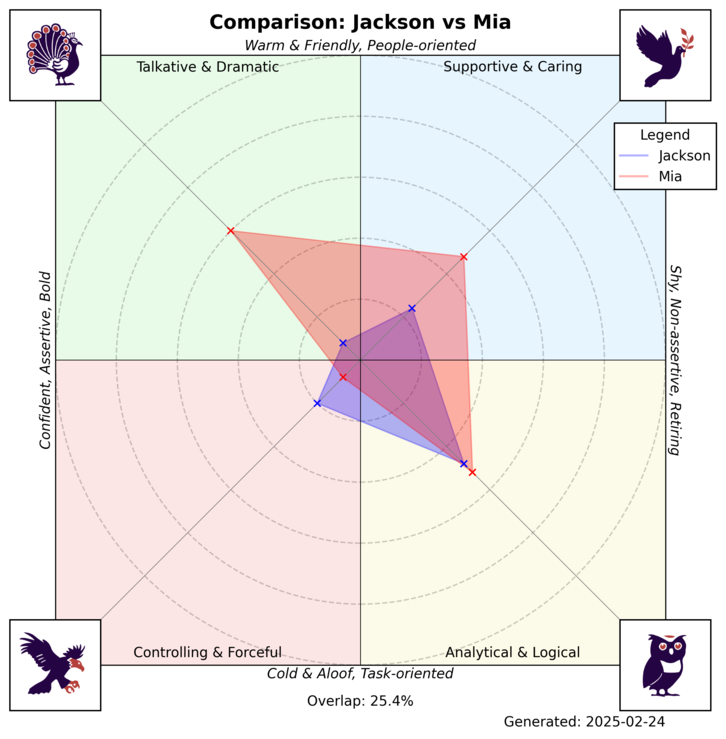 Comparison: Jackson vs Mia
Warm & Friendly, People-oriented
Talkative & Dramatic
Supportive & Caring
Legend
Jackson
Mia
Confident, Assertive, Bold
Shy, Non-assertive, Retiring
Controlling & Forceful
Analytical & Logical
Cold & Aloof, Task-oriented
Overlap: 25.4%
Generated: 2025-02-24